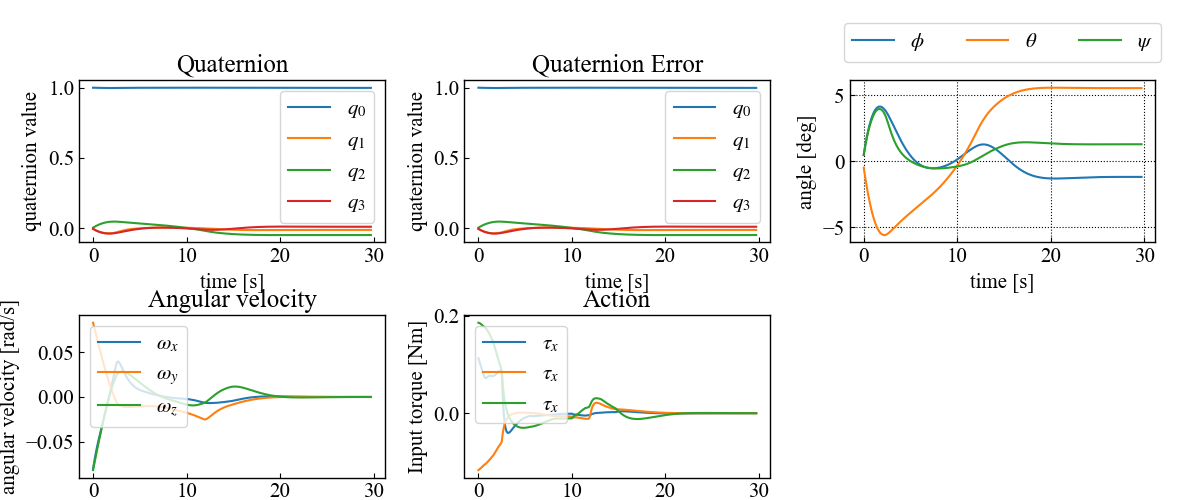 ϕ θ ψ
Quaternion
quaternion value
1.0
0.5
0.0
q0
q1
q2
q3
0 10 20 30
time [s]
Quaternion Error
quaternion value
1.0
0.5
0.0
q0
q1
q2
q3
0 10 20 30
time [s]
angle [deg]
5
0
−5
0 10 20 30
time [s]
Angular velocity
angular velocity [rad/s]
0.05
0.00
−0.05
ωx
ωy
ωz
0 10 20 30
Action
Input torque [Nm]
0.2
0.0
τx
τx
τx
0 10 20 30